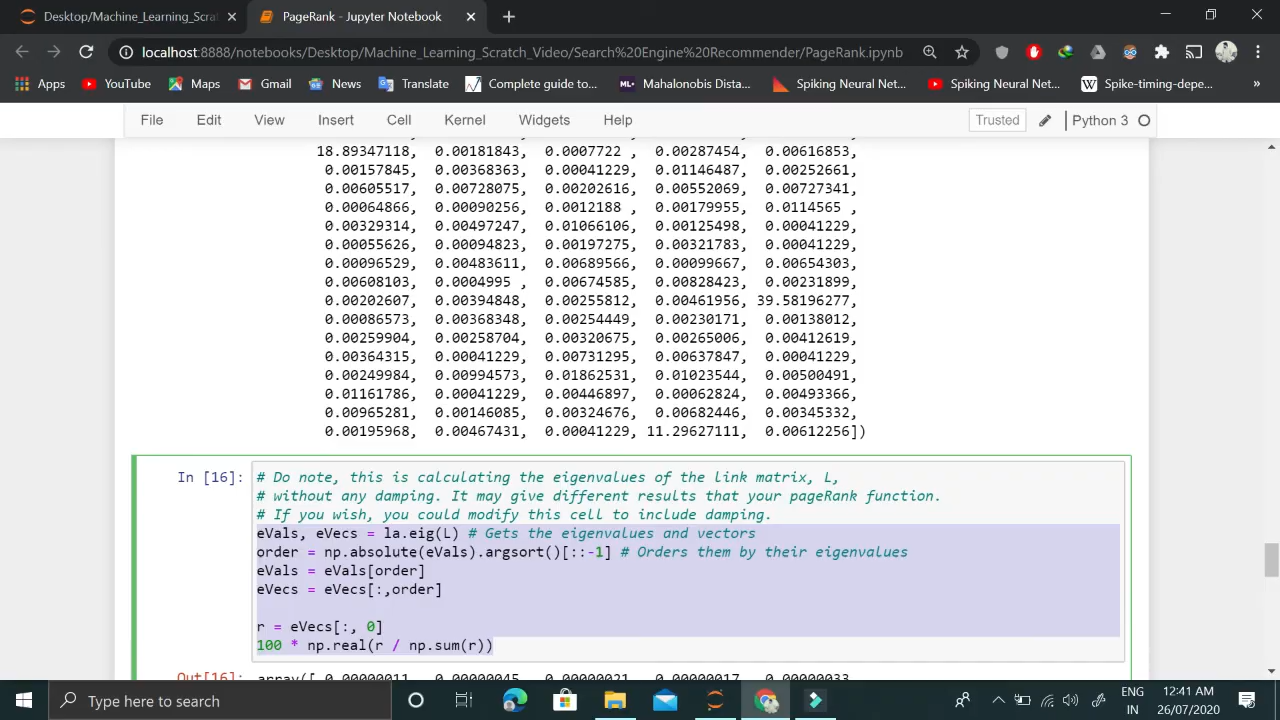 Desktop/Machine_Learning_Scrat
PageRank - Jupyter Notebook
localhost:8888/notebooks/Desktop/Machine_Learning_Scratch_Video/Search%20Engine%20Recommender/PageRank.ipynb
Apps YouTube Maps Gmail News Translate Complete guide to... ML+ Mahalonobis Dista... Spiking Neural Net... Spiking Neural Net... W Spike-timing-depe... »
File Edit View Insert Cell Kernel Widgets Help Trusted Python 3
18.89347118, 0.00181843, 0.0007722 , 0.00287454, 0.00616853,
0.00157845, 0.00368363, 0.00041229, 0.01146487, 0.00252661,
0.00605517, 0.00728075, 0.00202616, 0.00552069, 0.00727341,
0.00064866, 0.00090256, 0.0012188 , 0.00179955, 0.0114565 ,
0.00329314, 0.00497247, 0.01066106, 0.00125498, 0.00041229,
0.00055626, 0.00094823, 0.00197275, 0.00321783, 0.00041229,
0.00096529, 0.00483611, 0.00689566, 0.00099667, 0.00654303,
0.00608103, 0.0004995 , 0.00674585, 0.00828423, 0.00231899,
0.00202607, 0.00394848, 0.00255812, 0.00461956, 39.58196277,
0.00086573, 0.00368348, 0.00254449, 0.00230171, 0.00138012,
0.00259904, 0.00258704, 0.00320675, 0.00265006, 0.00412619,
0.00364315, 0.00041229, 0.00731295, 0.00637847, 0.00041229,
0.00249984, 0.00994573, 0.01862531, 0.01023544, 0.00500491,
0.01161786, 0.00041229, 0.00446897, 0.00062824, 0.00493366,
0.00965281, 0.00146085, 0.00324676, 0.00682446, 0.00345332,
0.00195968, 0.00467431, 0.00041229, 11.29627111, 0.00612256])
In [16]: # Do note, this is calculating the eigenvalues of the link matrix, L,
# without any damping. It may give different results that your pageRank function.
# If you wish, you could modify this cell to include damping.
eVals, eVecs = la.eig(L) # Gets the eigenvalues and vectors
order = np.absolute(eVals).argsort()[::-1] # Orders them by their eigenvalues
eVals = eVals[order]
eVecs = eVecs[:,order]
r = eVecs[:, 0]
100 * np.real(r / np.sum(r))
Type here to search
ENG 12:41 AM
IN 26/07/2020